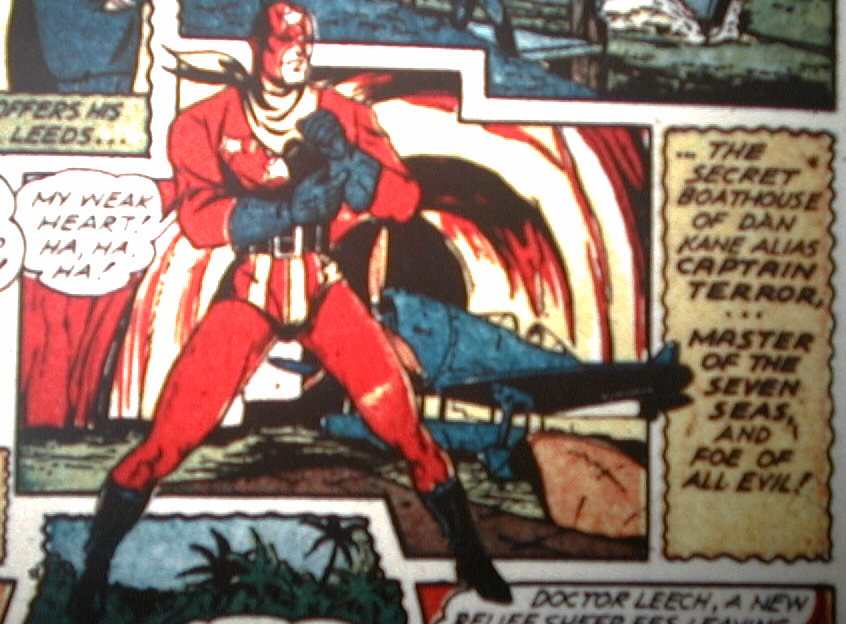 OFFERS HIS
LEEDS...
MY WEAK
HEART!
HA, HA,
HA!
... THE
SECRET
BOATHOUSE
OF DAN
KANE ALIAS
CAPTAIN
TERROR,
...
MASTER
OF THE
SEVEN
SEAS,
AND
FOE OF
ALL EVIL!
DOCTOR LEECH, A NEW